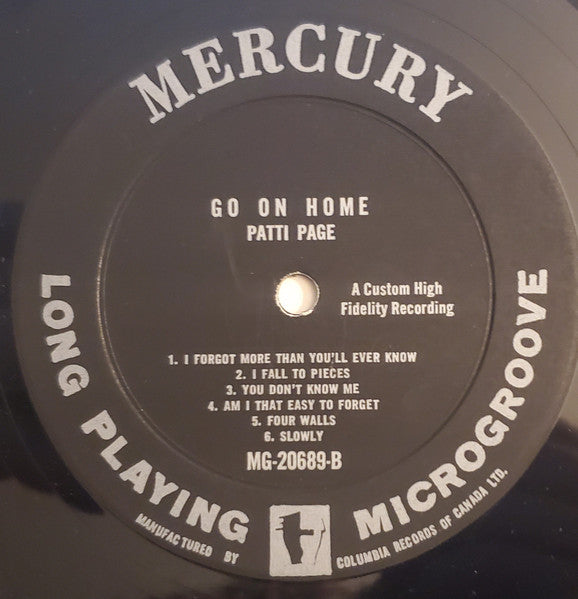 MERCURY
GO ON HOME
PATTI PAGE
A Custom High
Fidelity Recording
1. I FORGOT MORE THAN YOU'LL EVER KNOW
2. I FALL TO PIECES
3. YOU DON'T KNOW ME
4. AM I THAT EASY TO FORGET
5. FOUR WALLS
6. SLOWLY
MG-20689-B
LONG PLAYING MICROGROOVE
MANUFACTURED BY COLUMBIA RECORDS OF CANADA LTD.